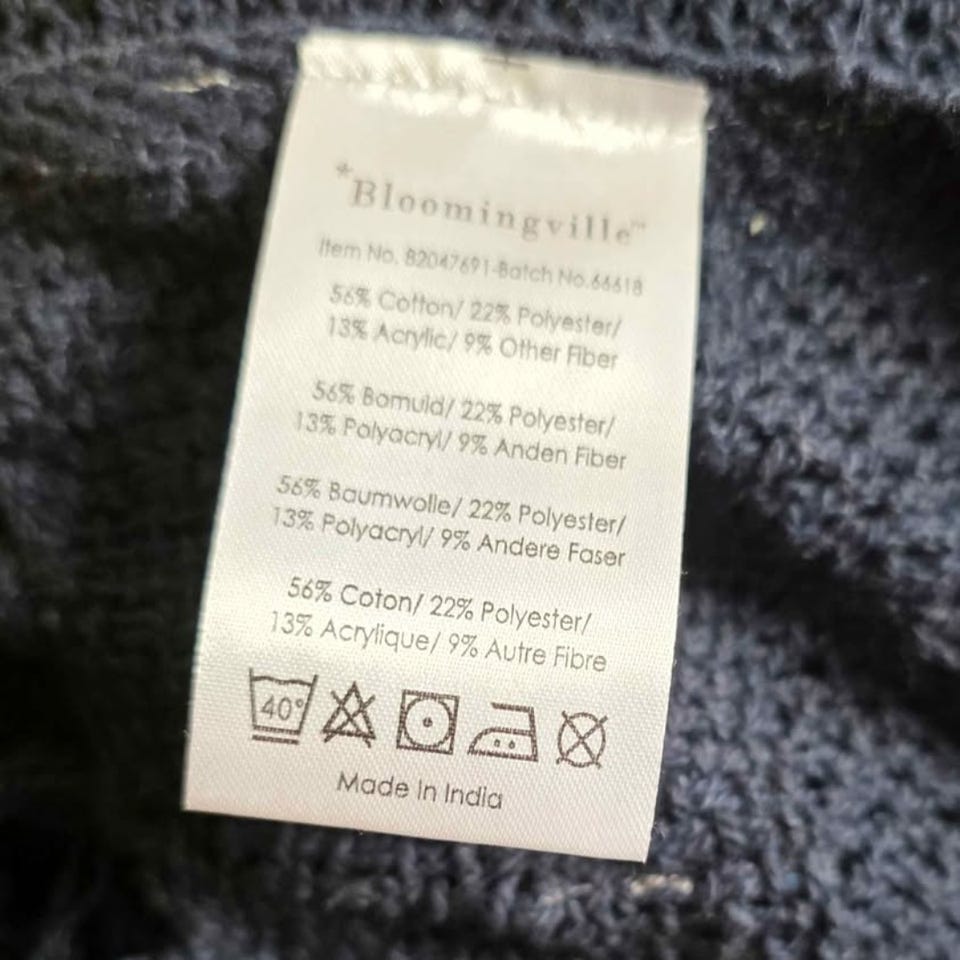 *Bloomingville™
Item No. 82047691-Batch No.66618
56% Cotton/ 22% Polyester/
13% Acrylic/ 9% Other Fiber
56% Bomuld/ 22% Polyester/
13% Polyacryl/ 9% Anden Fiber
56% Baumwolle/ 22% Polyester/
13% Polyacryl/ 9% Andere Faser
56% Coton/ 22% Polyester/
13% Acrylique/ 9% Autre Fibre
40°
Made in India